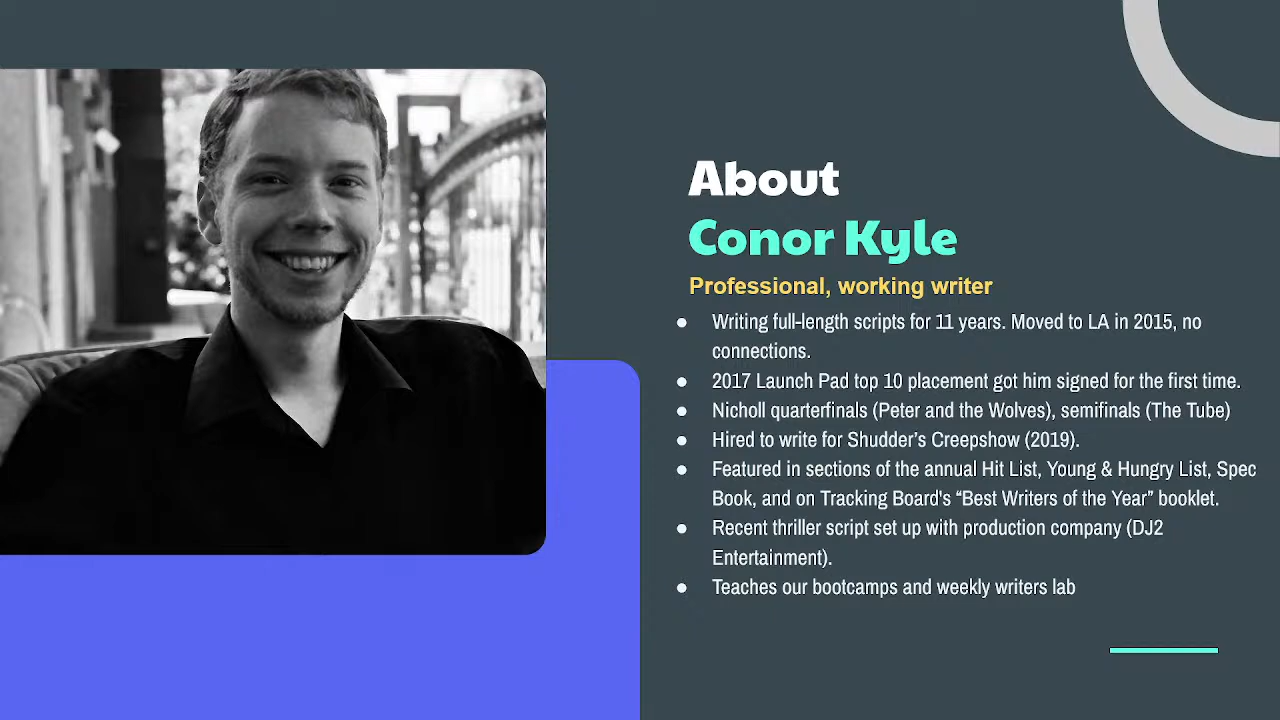 About
Conor Kyle
Professional, working writer
● Writing full-length scripts for 11 years. Moved to LA in 2015, no
connections.
● 2017 Launch Pad top 10 placement got him signed for the first time.
● Nicholl quarterfinals (Peter and the Wolves), semifinals (The Tube)
● Hired to write for Shudder’s Creepshow (2019).
● Featured in sections of the annual Hit List, Young & Hungry List, Spec
Book, and on Tracking Board's “Best Writers of the Year” booklet.
● Recent thriller script set up with production company (DJ2
Entertainment).
● Teaches our bootcamps and weekly writers lab